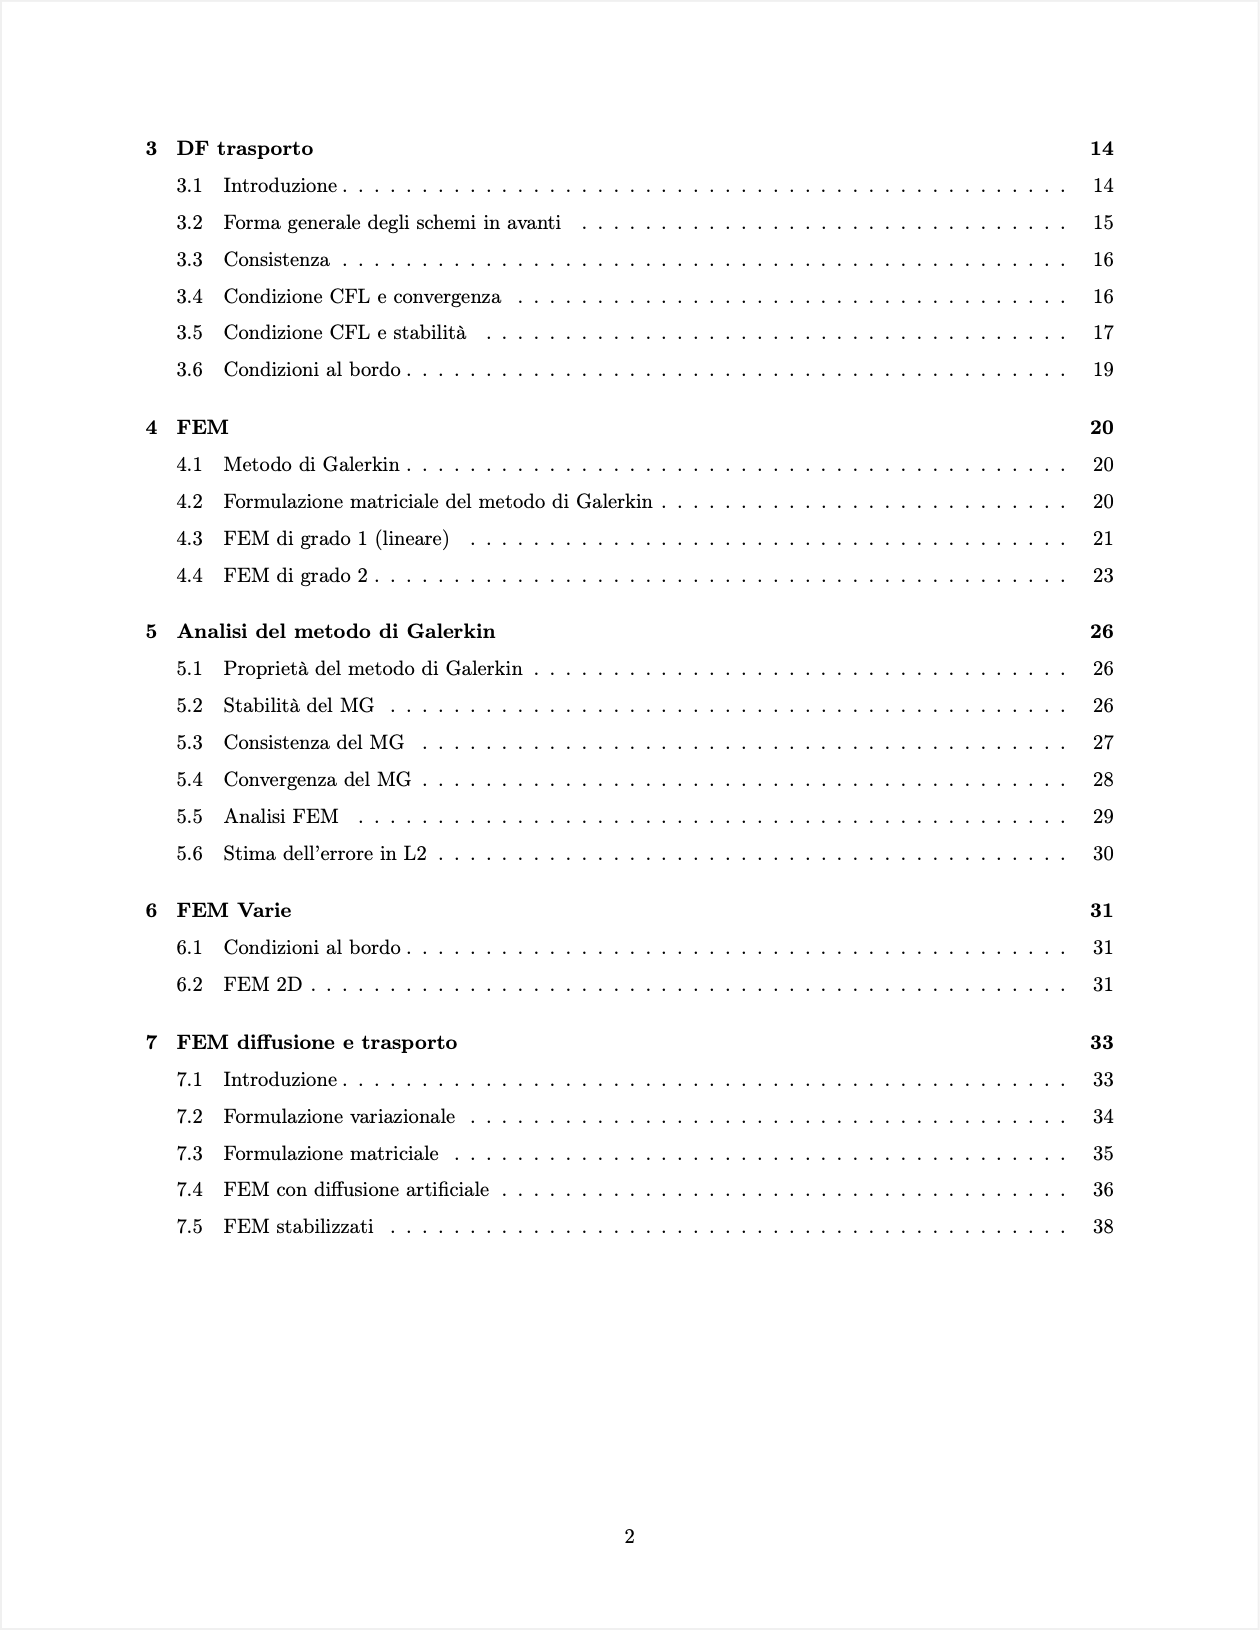 3 DF trasporto 14
3.1 Introduzione . . . . . . . . . . . . . . . . . . . . . . . . . . . . . . . . . . . . . . . . . . . . . . 14
3.2 Forma generale degli schemi in avanti . . . . . . . . . . . . . . . . . . . . . . . . . . . . . . . 15
3.3 Consistenza . . . . . . . . . . . . . . . . . . . . . . . . . . . . . . . . . . . . . . . . . . . . . . 16
3.4 Condizione CFL e convergenza . . . . . . . . . . . . . . . . . . . . . . . . . . . . . . . . . . . 16
3.5 Condizione CFL e stabilità . . . . . . . . . . . . . . . . . . . . . . . . . . . . . . . . . . . . . 17
3.6 Condizioni al bordo . . . . . . . . . . . . . . . . . . . . . . . . . . . . . . . . . . . . . . . . . . 19
4 FEM 20
4.1 Metodo di Galerkin . . . . . . . . . . . . . . . . . . . . . . . . . . . . . . . . . . . . . . . . . . 20
4.2 Formulazione matriciale del metodo di Galerkin . . . . . . . . . . . . . . . . . . . . . . . . . . 20
4.3 FEM di grado 1 (lineare) . . . . . . . . . . . . . . . . . . . . . . . . . . . . . . . . . . . . . . 21
4.4 FEM di grado 2 . . . . . . . . . . . . . . . . . . . . . . . . . . . . . . . . . . . . . . . . . . . . 23
5 Analisi del metodo di Galerkin 26
5.1 Proprietà del metodo di Galerkin . . . . . . . . . . . . . . . . . . . . . . . . . . . . . . . . . . 26
5.2 Stabilità del MG . . . . . . . . . . . . . . . . . . . . . . . . . . . . . . . . . . . . . . . . . . . 26
5.3 Consistenza del MG . . . . . . . . . . . . . . . . . . . . . . . . . . . . . . . . . . . . . . . . . 27
5.4 Convergenza del MG . . . . . . . . . . . . . . . . . . . . . . . . . . . . . . . . . . . . . . . . . 28
5.5 Analisi FEM . . . . . . . . . . . . . . . . . . . . . . . . . . . . . . . . . . . . . . . . . . . . . 29
5.6 Stima dell'errore in L2 . . . . . . . . . . . . . . . . . . . . . . . . . . . . . . . . . . . . . . . . 30
6 FEM Varie 31
6.1 Condizioni al bordo . . . . . . . . . . . . . . . . . . . . . . . . . . . . . . . . . . . . . . . . . . 31
6.2 FEM 2D . . . . . . . . . . . . . . . . . . . . . . . . . . . . . . . . . . . . . . . . . . . . . . . . 31
7 FEM diffusione e trasporto 33
7.1 Introduzione . . . . . . . . . . . . . . . . . . . . . . . . . . . . . . . . . . . . . . . . . . . . . . 33
7.2 Formulazione variazionale . . . . . . . . . . . . . . . . . . . . . . . . . . . . . . . . . . . . . . 34
7.3 Formulazione matriciale . . . . . . . . . . . . . . . . . . . . . . . . . . . . . . . . . . . . . . . 35
7.4 FEM con diffusione artificiale . . . . . . . . . . . . . . . . . . . . . . . . . . . . . . . . . . . . 36
7.5 FEM stabilizzati . . . . . . . . . . . . . . . . . . . . . . . . . . . . . . . . . . . . . . . . . . . 38
2